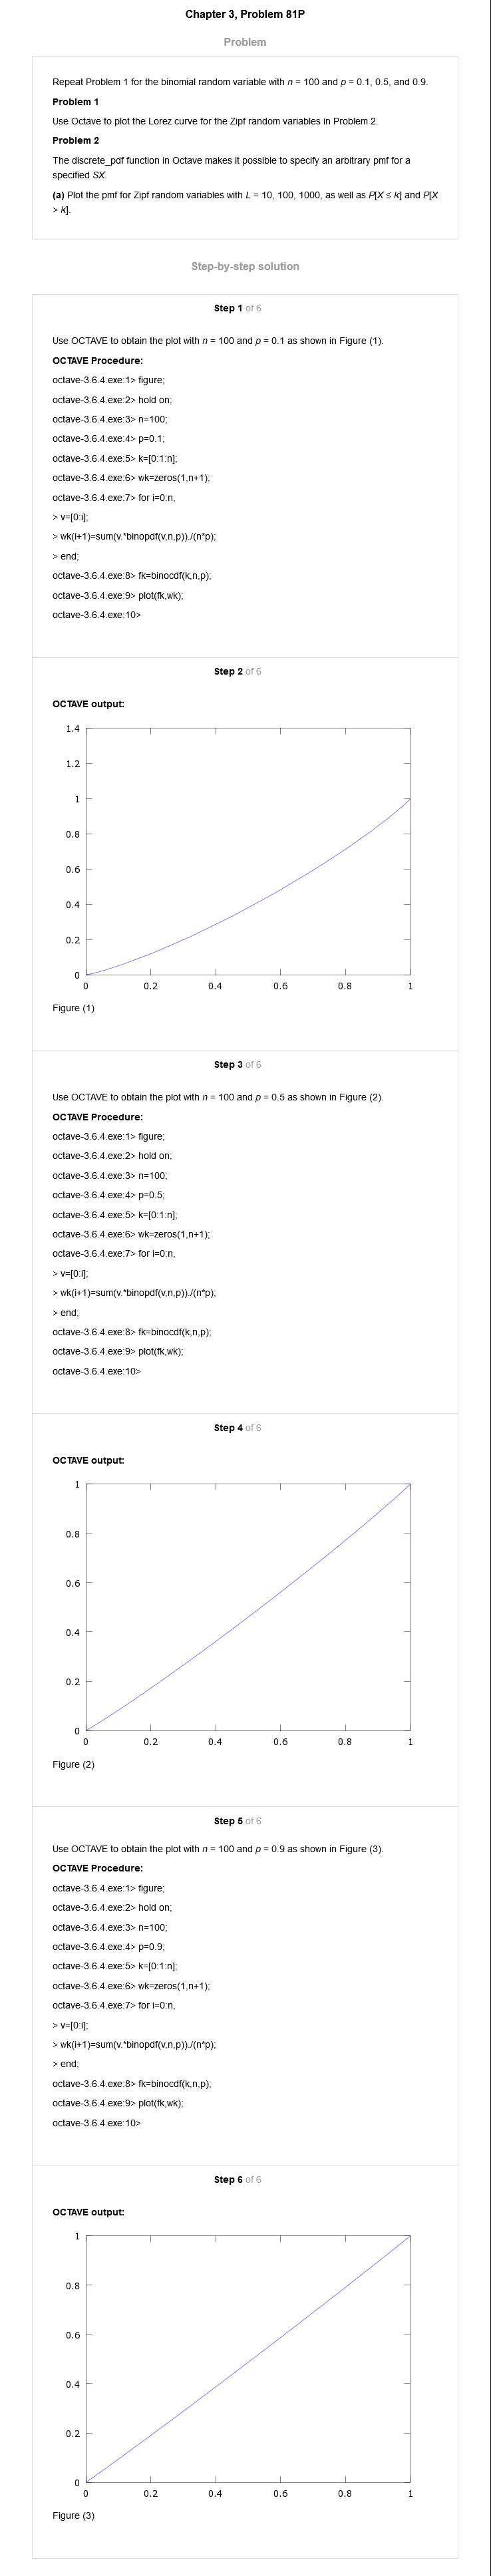 Chapter 3, Problem 81P
Problem
Repeat Problem 1 for the binomial random variable with n = 100 and p = 0.1, 0.5, and 0.9.
Problem 1
Use Octave to plot the Lorez curve for the Zipf random variables in Problem 2.
Problem 2
The discrete_pdf function in Octave makes it possible to specify an arbitrary pmf for a
specified SX.
(a) Plot the pmf for Zipf random variables with L = 10, 100, 1000, as well as P[X ≤ k] and P[X
> k].
Step-by-step solution
Step 1 of 6
Use OCTAVE to obtain the plot with n = 100 and p = 0.1 as shown in Figure (1).
OCTAVE Procedure:
octave-3.6.4.exe:1> figure;
octave-3.6.4.exe:2> hold on;
octave-3.6.4.exe:3> n=100;
octave-3.6.4.exe:4> p=0.1;
octave-3.6.4.exe:5> k=[0:1:n];
octave-3.6.4.exe:6> wk=zeros(1,n+1);
octave-3.6.4.exe:7> for i=0:n,
> v=[0:i];
> wk(i+1)=sum(v.*binopdf(v,n,p))./(n*p);
> end;
octave-3.6.4.exe:8> fk=binocdf(k,n,p);
octave-3.6.4.exe:9> plot(fk,wk);
octave-3.6.4.exe:10>
Step 2 of 6
OCTAVE output:
1.4
1.2
1
0.8
0.6
0.4
0.2
0
0 0.2 0.4 0.6 0.8 1
Figure (1)
Step 3 of 6
Use OCTAVE to obtain the plot with n = 100 and p = 0.5 as shown in Figure (2).
OCTAVE Procedure:
octave-3.6.4.exe:1> figure;
octave-3.6.4.exe:2> hold on;
octave-3.6.4.exe:3> n=100;
octave-3.6.4.exe:4> p=0.5;
octave-3.6.4.exe:5> k=[0:1:n];
octave-3.6.4.exe:6> wk=zeros(1,n+1);
octave-3.6.4.exe:7> for i=0:n,
> v=[0:i];
> wk(i+1)=sum(v.*binopdf(v,n,p))./(n*p);
> end;
octave-3.6.4.exe:8> fk=binocdf(k,n,p);
octave-3.6.4.exe:9> plot(fk,wk);
octave-3.6.4.exe:10>
Step 4 of 6
OCTAVE output:
1
0.8
0.6
0.4
0.2
0
0 0.2 0.4 0.6 0.8 1
Figure (2)
Step 5 of 6
Use OCTAVE to obtain the plot with n = 100 and p = 0.9 as shown in Figure (3).
OCTAVE Procedure:
octave-3.6.4.exe:1> figure;
octave-3.6.4.exe:2> hold on;
octave-3.6.4.exe:3> n=100;
octave-3.6.4.exe:4> p=0.9;
octave-3.6.4.exe:5> k=[0:1:n];
octave-3.6.4.exe:6> wk=zeros(1,n+1);
octave-3.6.4.exe:7> for i=0:n,
> v=[0:i];
> wk(i+1)=sum(v.*binopdf(v,n,p))./(n*p);
> end;
octave-3.6.4.exe:8> fk=binocdf(k,n,p);
octave-3.6.4.exe:9> plot(fk,wk);
octave-3.6.4.exe:10>
Step 6 of 6
OCTAVE output:
1
0.8
0.6
0.4
0.2
0
0 0.2 0.4 0.6 0.8 1
Figure (3)